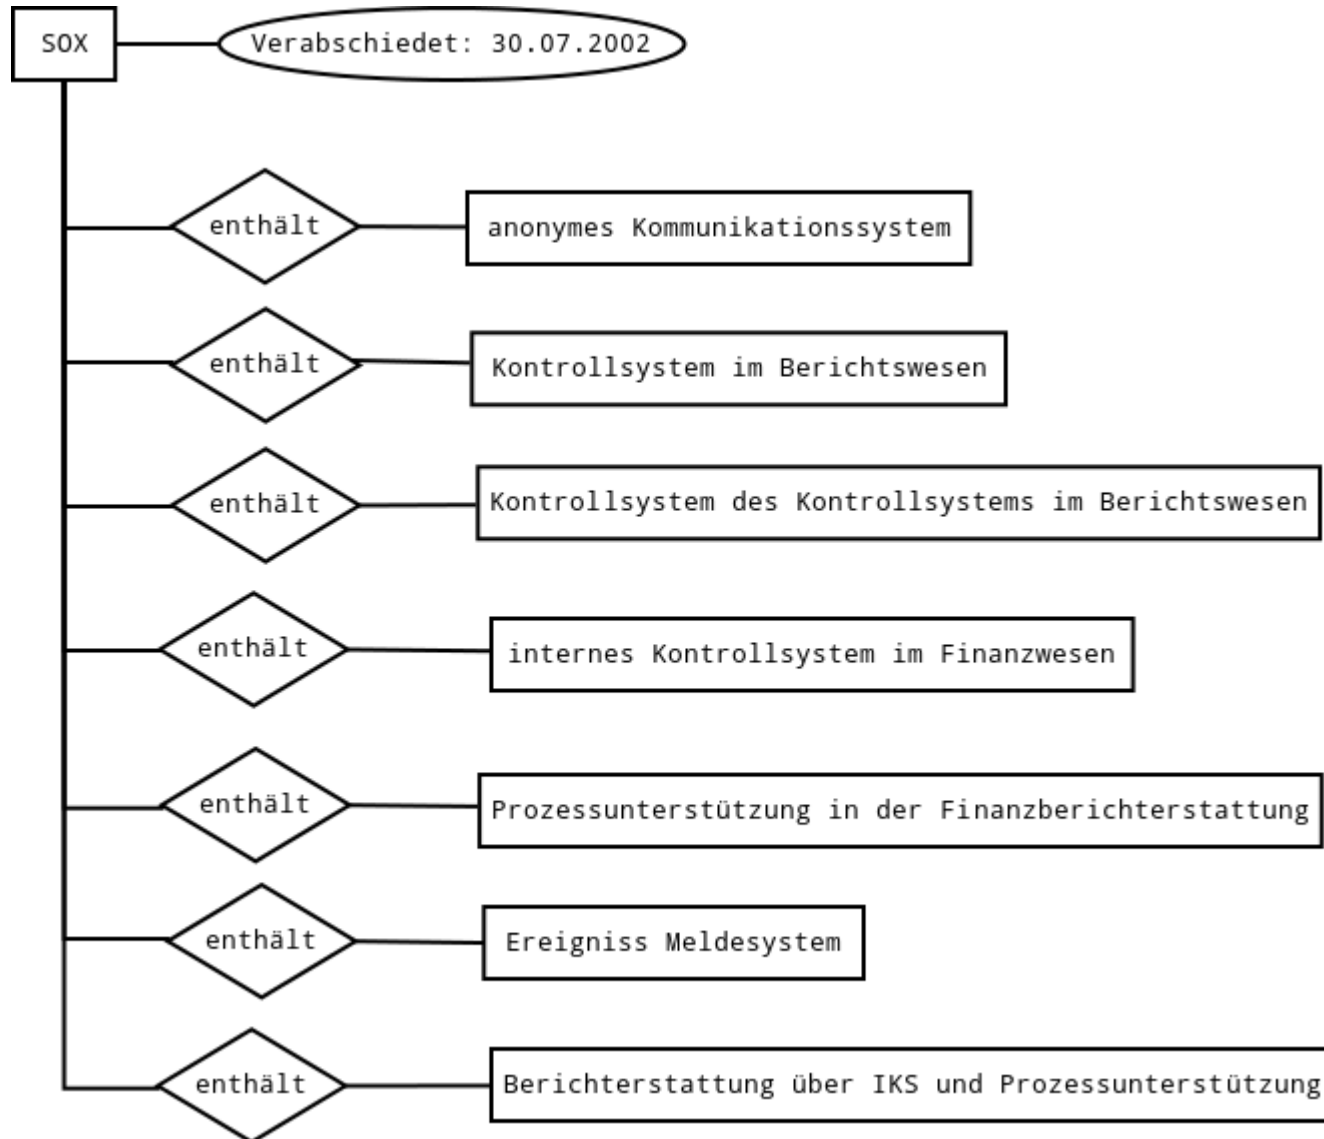 SOX
Verabschiedet: 30.07.2002
enthält
anonymes Kommunikationssystem
enthält
Kontrollsystem im Berichtswesen
enthält
Kontrollsystem des Kontrollsystems im Berichtswesen
enthält
internes Kontrollsystem im Finanzwesen
enthält
Prozessunterstützung in der Finanzberichterstattung
enthält
Ereigniss Meldesystem
enthält
Berichterstattung über IKS und Prozessunterstützung